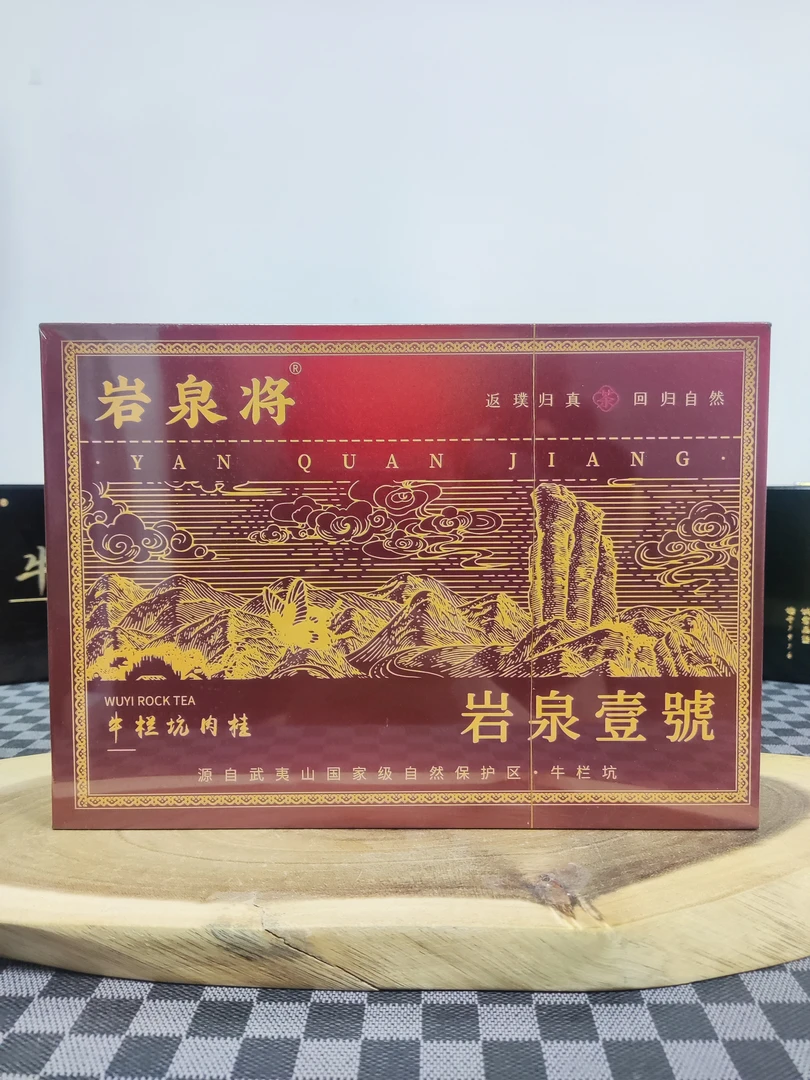 岩泉将®
返璞归真 茶 回归自然
· YAN QUAN JIANG ·
WUYI ROCK TEA
牛栏坑肉桂
岩泉壹號
源自武夷山国家级自然保护区·牛栏坑
牛